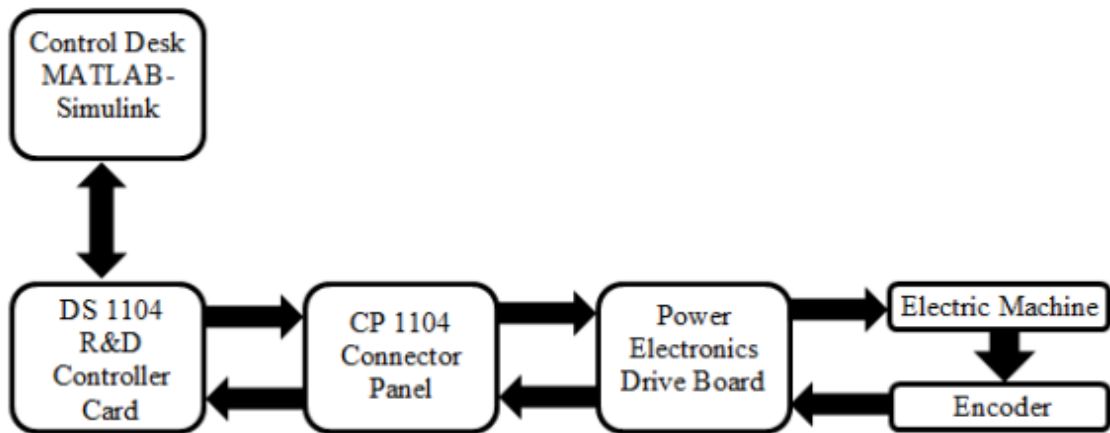 Control Desk
MATLAB-
Simulink
DS 1104
R&D
Controller
Card
CP 1104
Connector
Panel
Power
Electronics
Drive Board
Electric Machine
Encoder